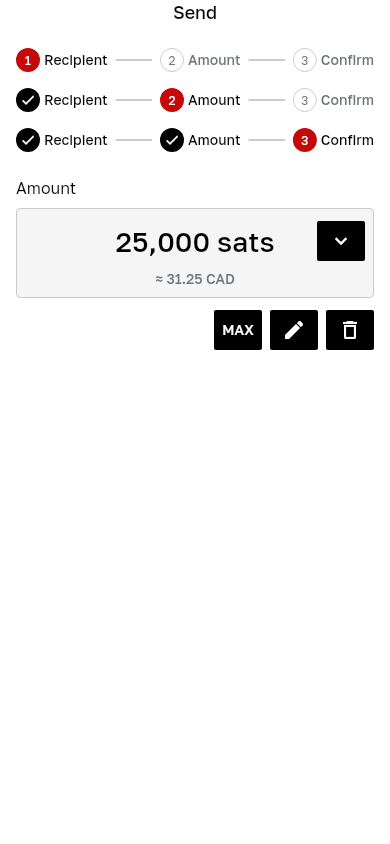 Send
1 Recipient 2 Amount 3 Confirm
Recipient 2 Amount 3 Confirm
Recipient Amount 3 Confirm
Amount
25,000 sats
≈ 31.25 CAD
MAX